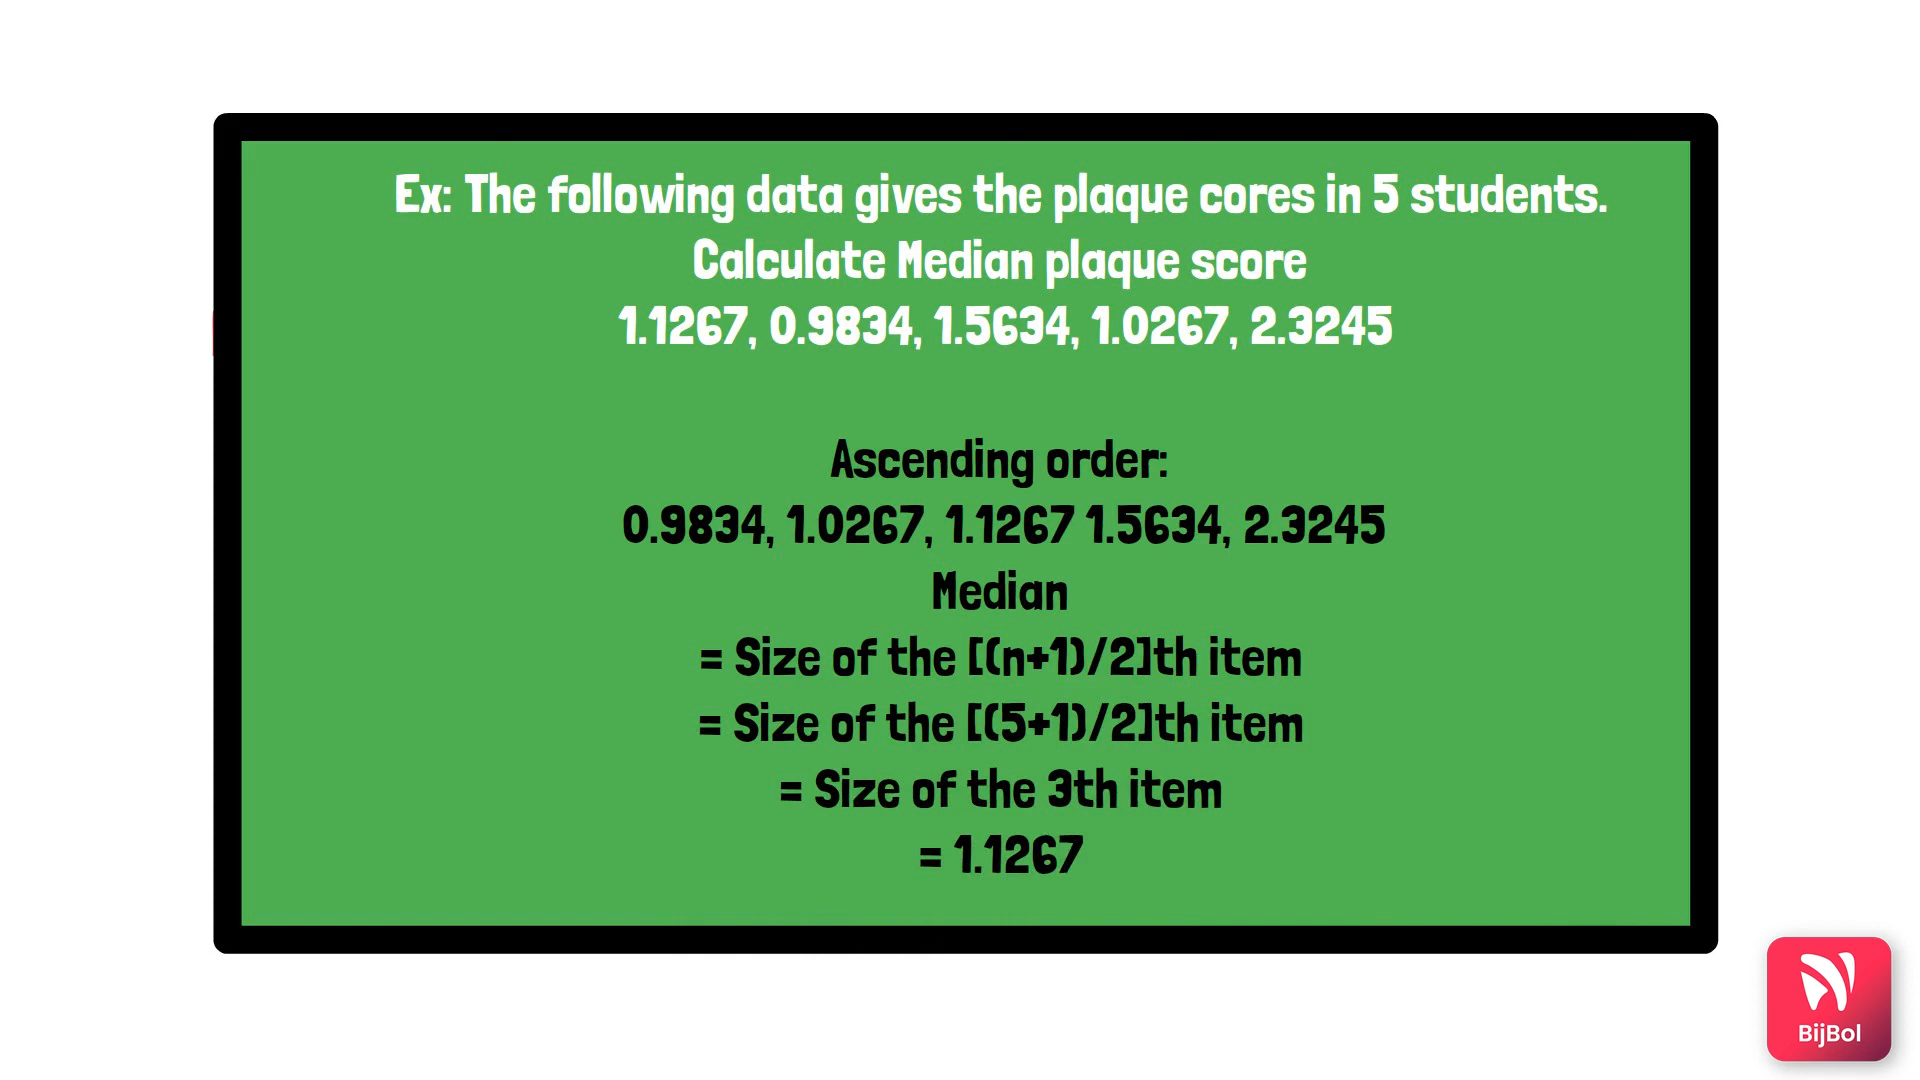 Ex: The following data gives the plaque cores in 5 students.
Calculate Median plaque score
1.1267, 0.9834, 1.5634, 1.0267, 2.3245
Ascending order:
0.9834, 1.0267, 1.1267 1.5634, 2.3245
Median
= Size of the [(n+1)/2]th item
= Size of the [(5+1)/2]th item
= Size of the 3th item
= 1.1267
BijBol